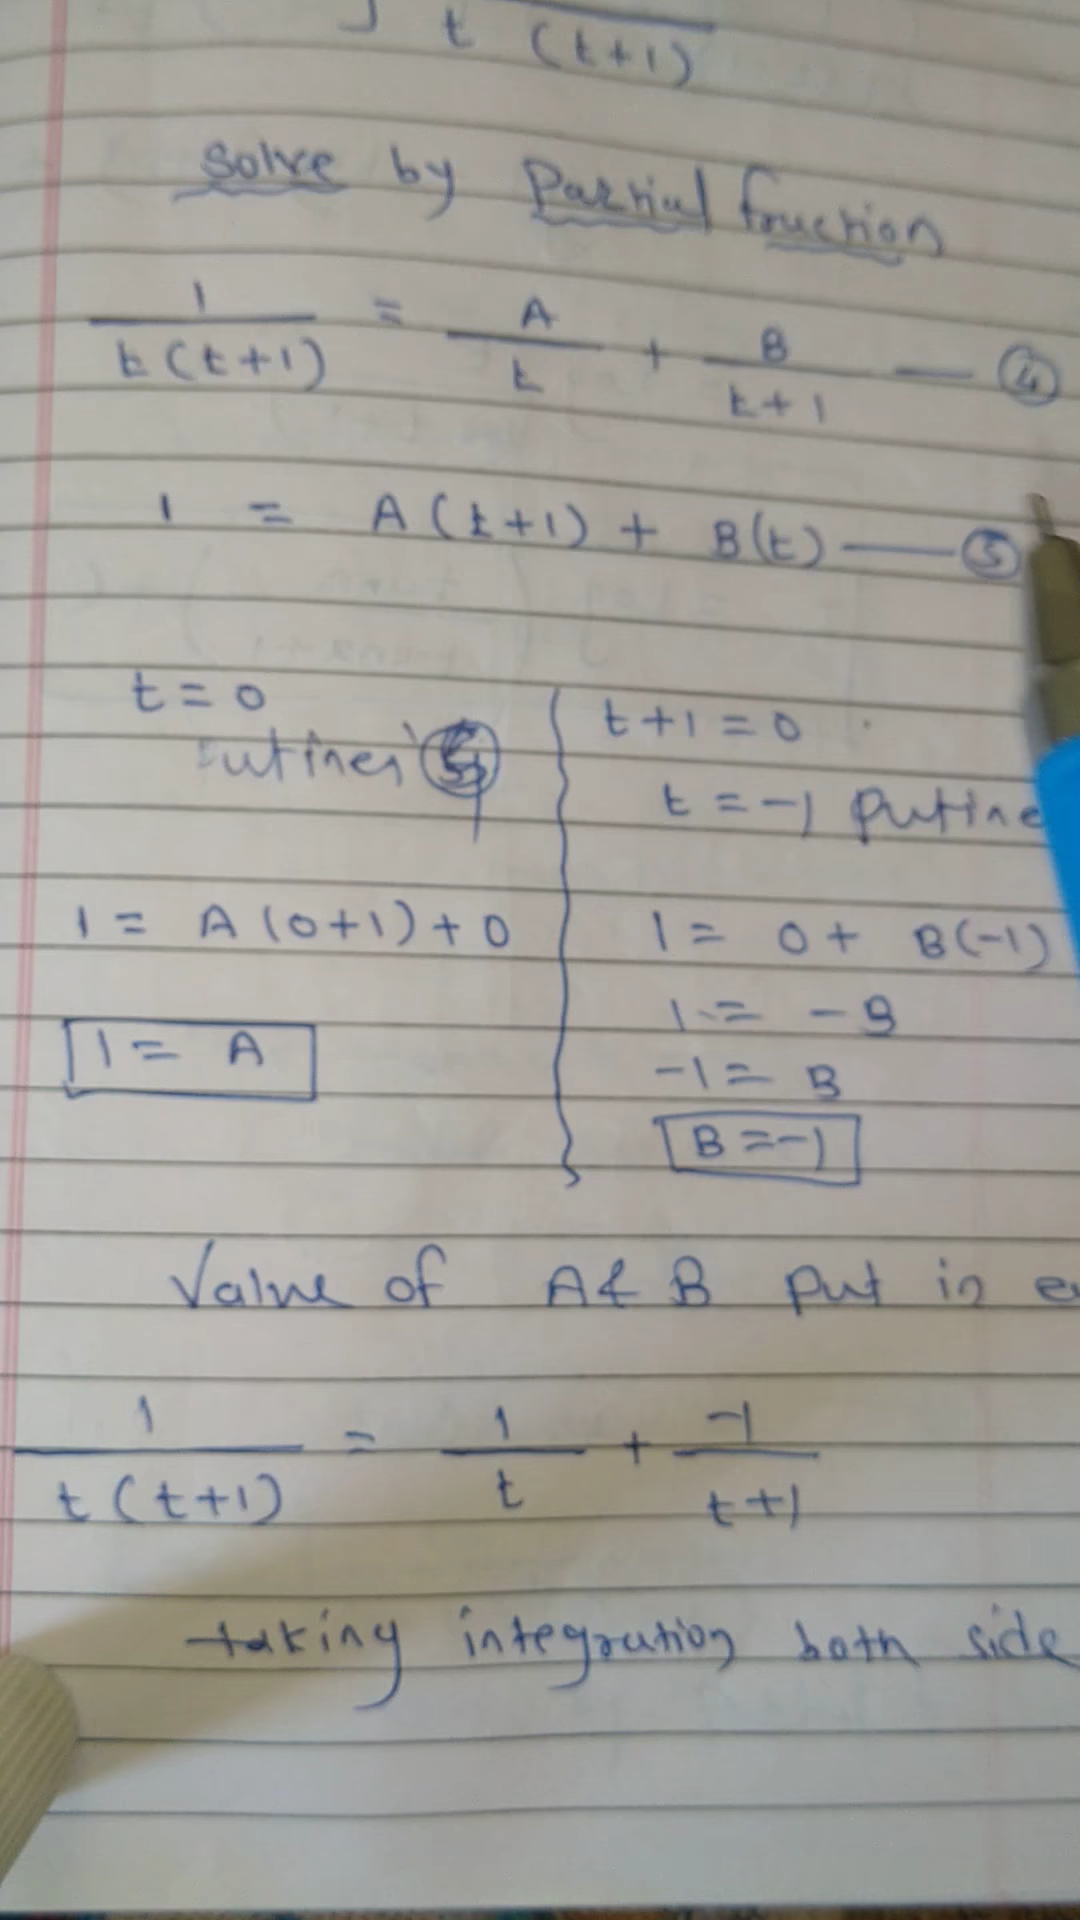 ∫ t (t+1)
Solve by Partial fraction
1 / t(t+1) = A / t + B / t+1 — ④
1 = A(t+1) + B(t) — ⑤
t = 0
t+1 = 0
⑤
t = -1 Put in e
1 = A(0+1) + 0
1 = 0 + B(-1)
1 = A
1 = -B
-1 = B
B = -1
Value of A & B Put in e
1 / t(t+1) = 1 / t + -1 / t+1
taking integration both side